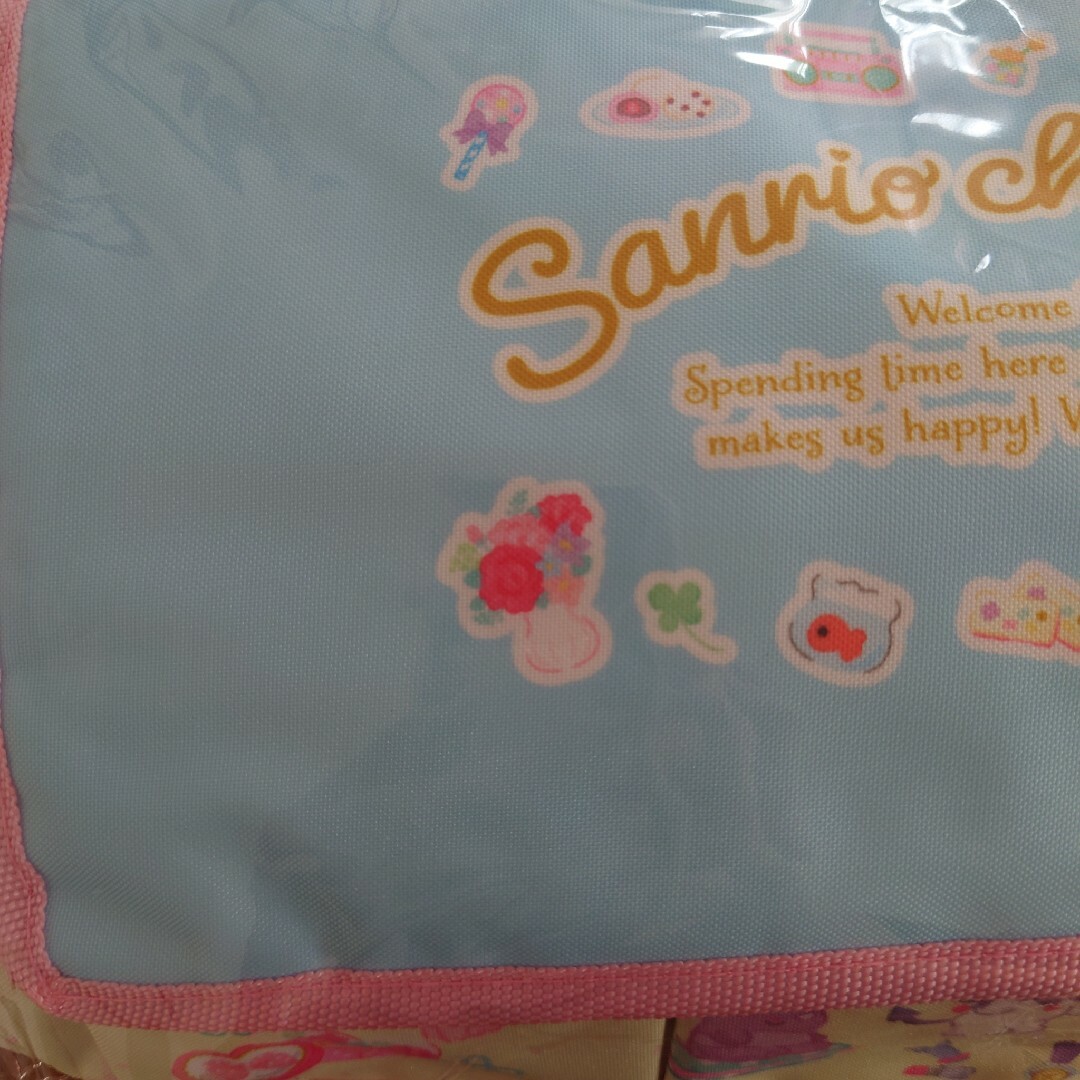 Sanrio ch
Welcome
Spending time here
makes us happy!